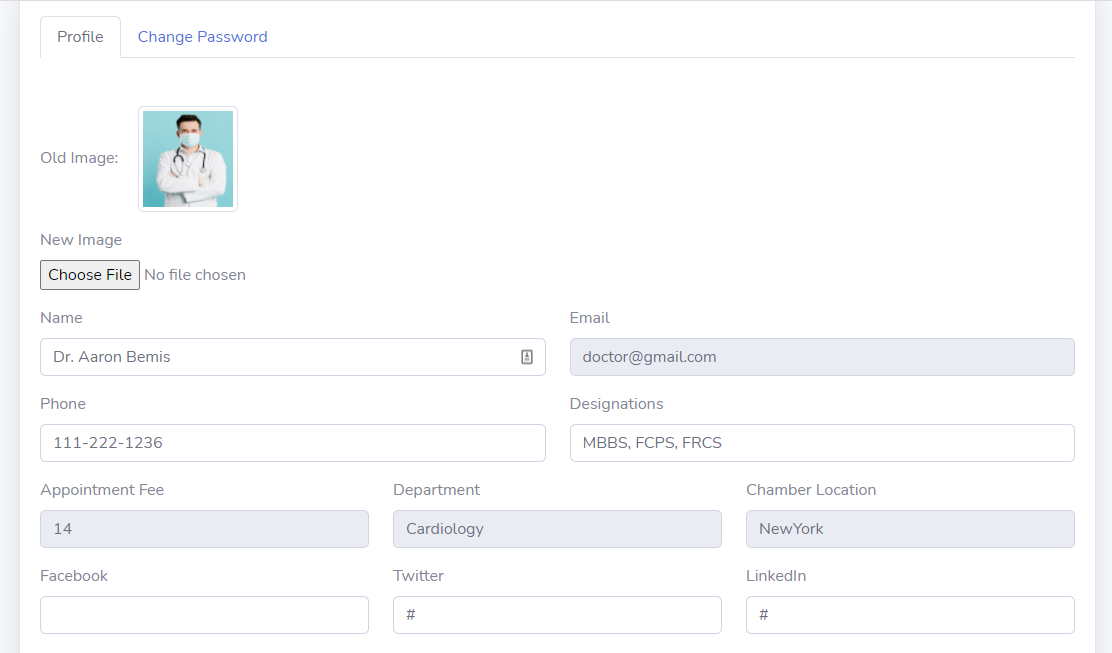 Profile Change Password
Old Image:
New Image
Choose File No file chosen
Name Email
Dr. Aaron Bemis doctor@gmail.com
Phone Designations
111-222-1236 MBBS, FCPS, FRCS
Appointment Fee Department Chamber Location
14 Cardiology NewYork
Facebook Twitter LinkedIn
# #